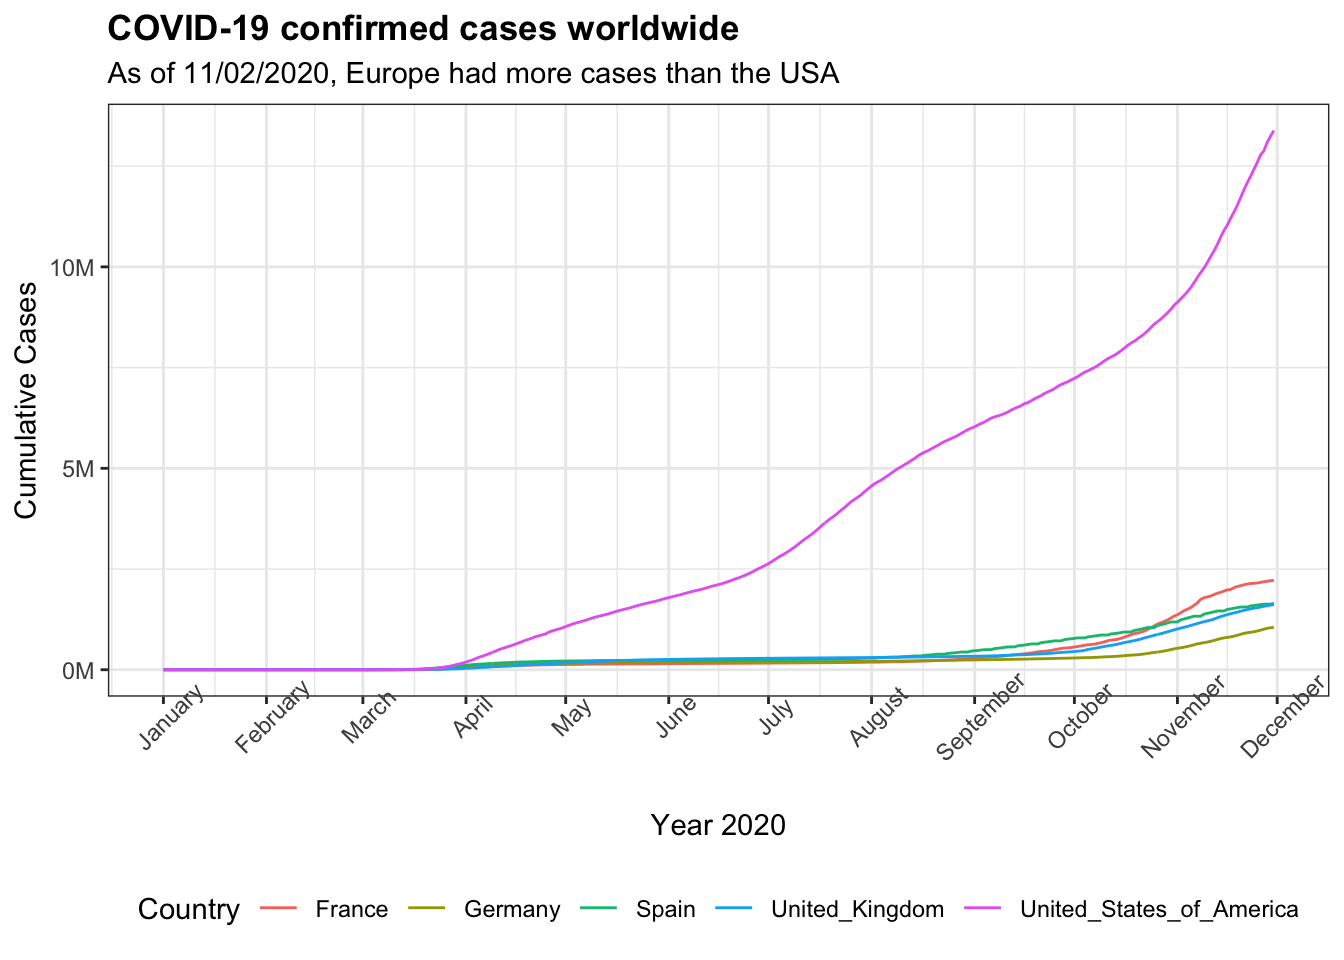 COVID-19 confirmed cases worldwide
As of 11/02/2020, Europe had more cases than the USA
Cumulative Cases
10M
5M
0M
January February March April May June July August September October November December
Year 2020
Country France Germany Spain United_Kingdom United_States_of_America